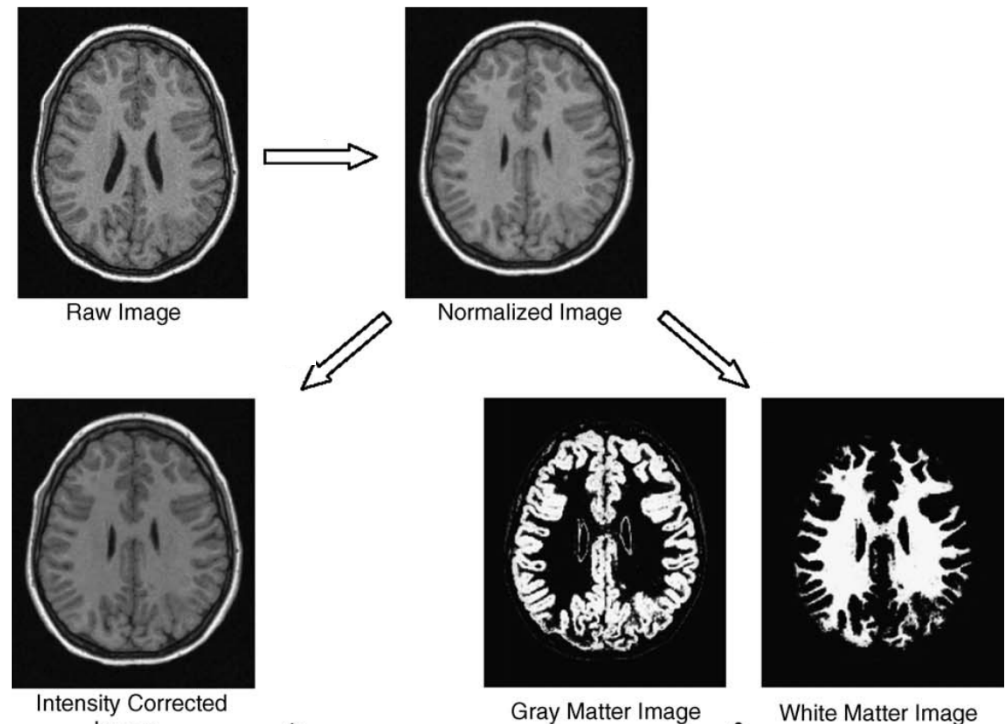 Raw Image
Normalized Image
Intensity Corrected
Gray Matter Image
White Matter Image